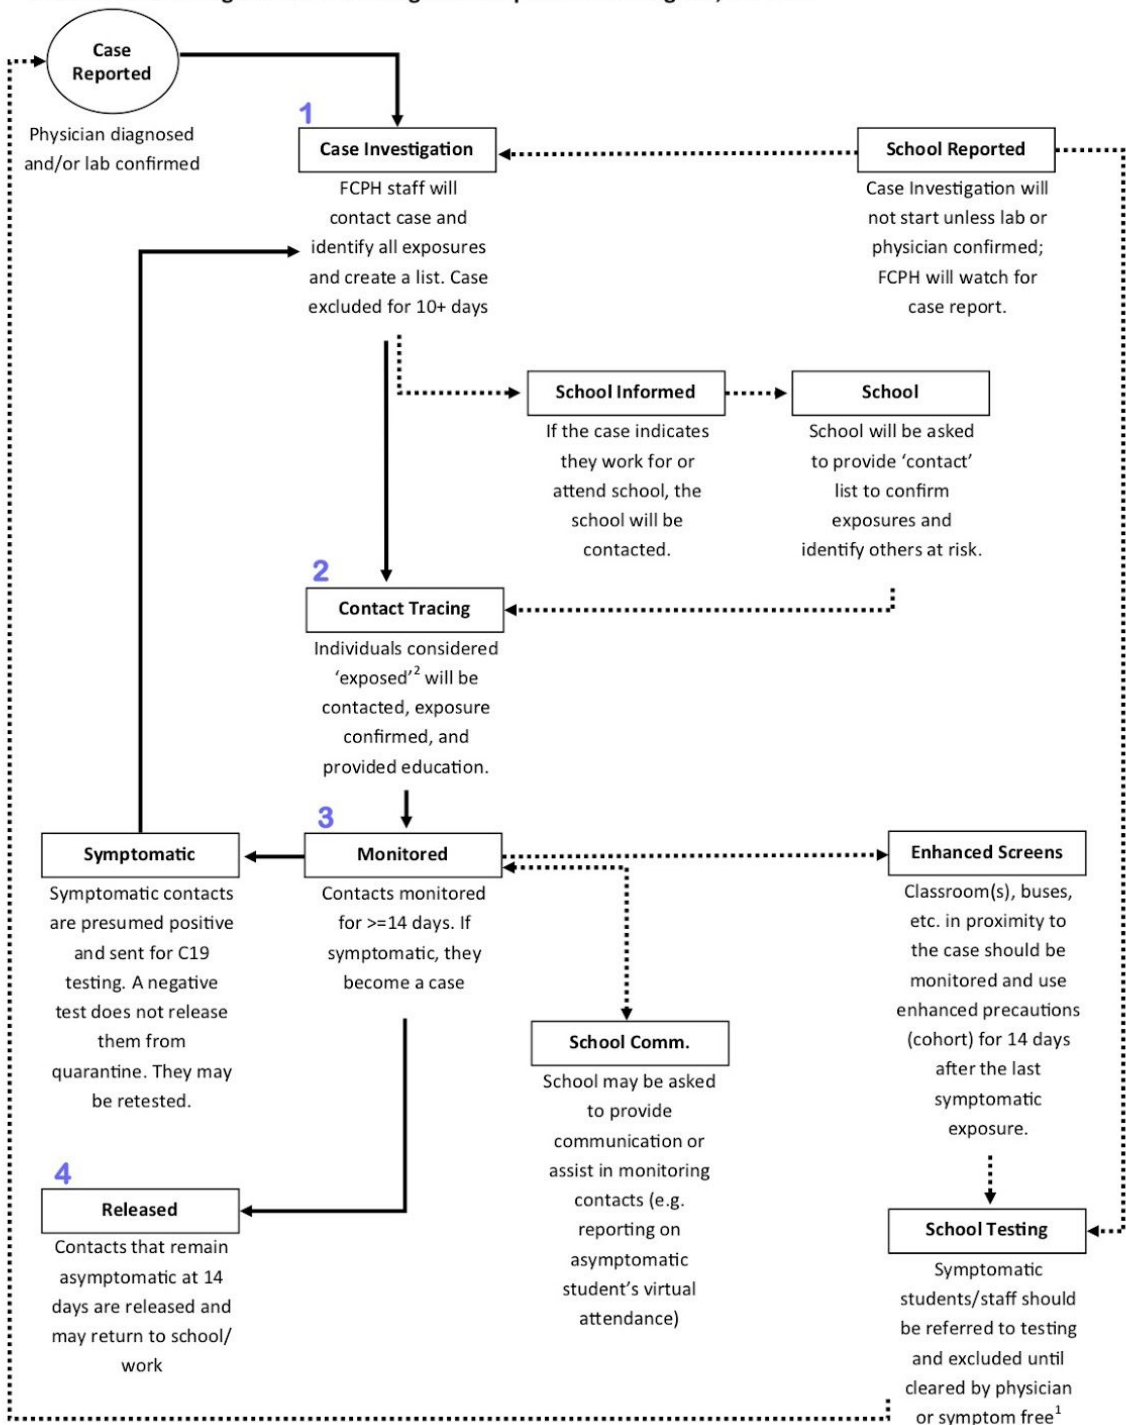 Case
Reported
Physician diagnosed
and/or lab confirmed
1
Case Investigation
FCPH staff will
contact case and
identify all exposures
and create a list. Case
excluded for 10+ days
School Reported
Case Investigation will
not start unless lab or
physician confirmed;
FCPH will watch for
case report.
School Informed
If the case indicates
they work for or
attend school, the
school will be
contacted.
School
School will be asked
to provide ‘contact’
list to confirm
exposures and
identify others at risk.
2
Contact Tracing
Individuals considered
‘exposed’² will be
contacted, exposure
confirmed, and
provided education.
3
Monitored
Contacts monitored
for >=14 days. If
symptomatic, they
become a case
Symptomatic
Symptomatic contacts
are presumed positive
and sent for C19
testing. A negative
test does not release
them from
quarantine. They may
be retested.
Enhanced Screens
Classroom(s), buses,
etc. in proximity to
the case should be
monitored and use
enhanced precautions
(cohort) for 14 days
after the last
symptomatic
exposure.
School Comm.
School may be asked
to provide
communication or
assist in monitoring
contacts (e.g.
reporting on
asymptomatic
student’s virtual
attendance)
4
Released
Contacts that remain
asymptomatic at 14
days are released and
may return to school/
work
School Testing
Symptomatic
students/staff should
be referred to testing
and excluded until
cleared by physician
or symptom free¹